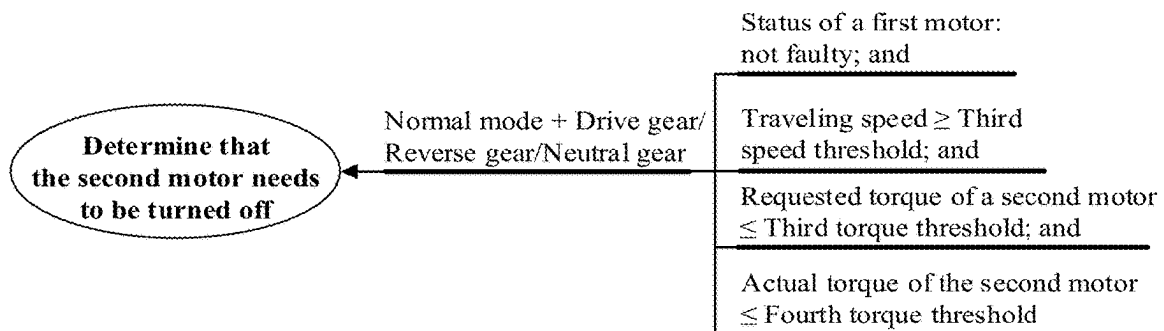 Determine that
the second motor needs
to be turned off
Normal mode + Drive gear/
Reverse gear/Neutral gear
Status of a first motor:
not faulty; and
Traveling speed ≥ Third
speed threshold; and
Requested torque of a second motor
≤ Third torque threshold; and
Actual torque of the second motor
≤ Fourth torque threshold